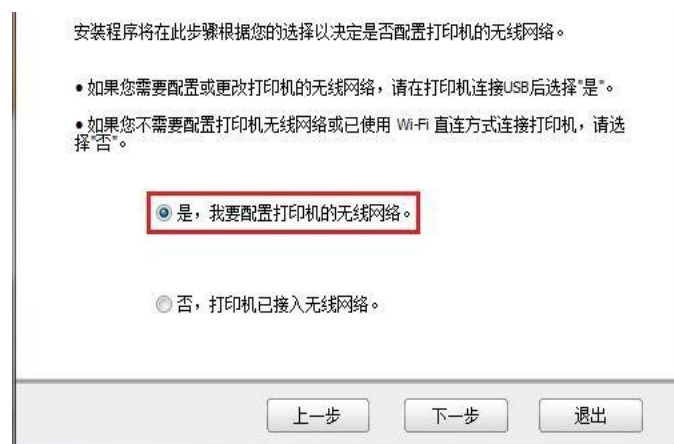 安装程序将在此步骤根据您的选择以决定是否配置打印机的无线网络。
•如果您需要配置或更改打印机的无线网络，请在打印机连接USB后选择"是"。
•如果您不需要配置打印机无线网络或已使用 Wi-Fi 直连方式连接打印机，请选
择"否"。
是，我要配置打印机的无线网络。
否，打印机已接入无线网络。
上一步 下一步 退出